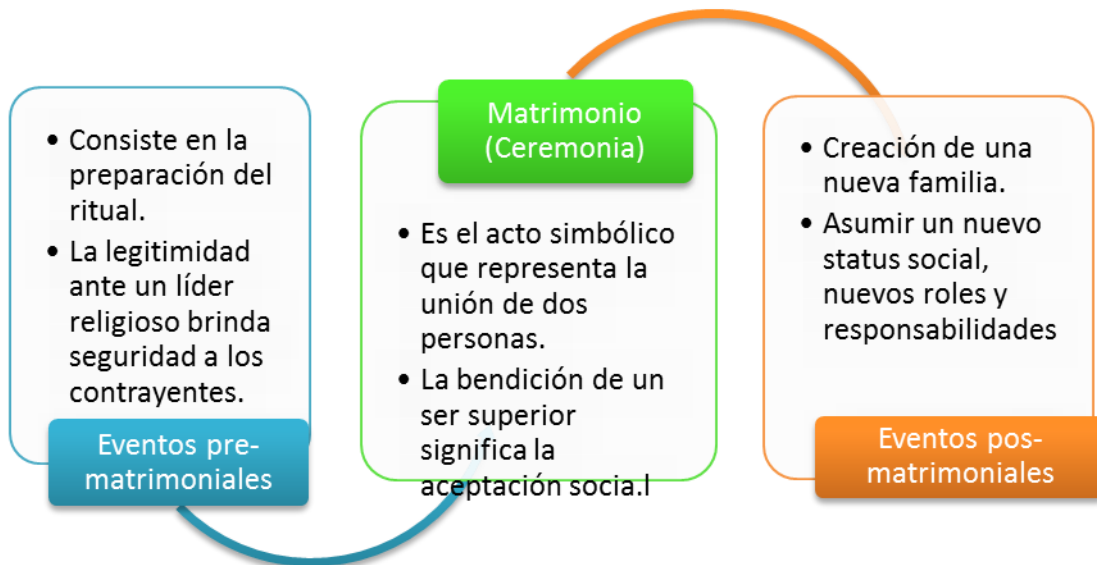 • Consiste en la
preparación del
ritual.
• La legitimidad
ante un líder
religioso brinda
seguridad a los
contrayentes.
Eventos pre-
matrimoniales
Matrimonio
(Ceremonia)
• Es el acto simbólico
que representa la
unión de dos
personas.
• La bendición de un
ser superior
significa la
aceptación socia.l
• Creación de una
nueva familia.
• Asumir un nuevo
status social,
nuevos roles y
responsabilidades
Eventos pos-
matrimoniales